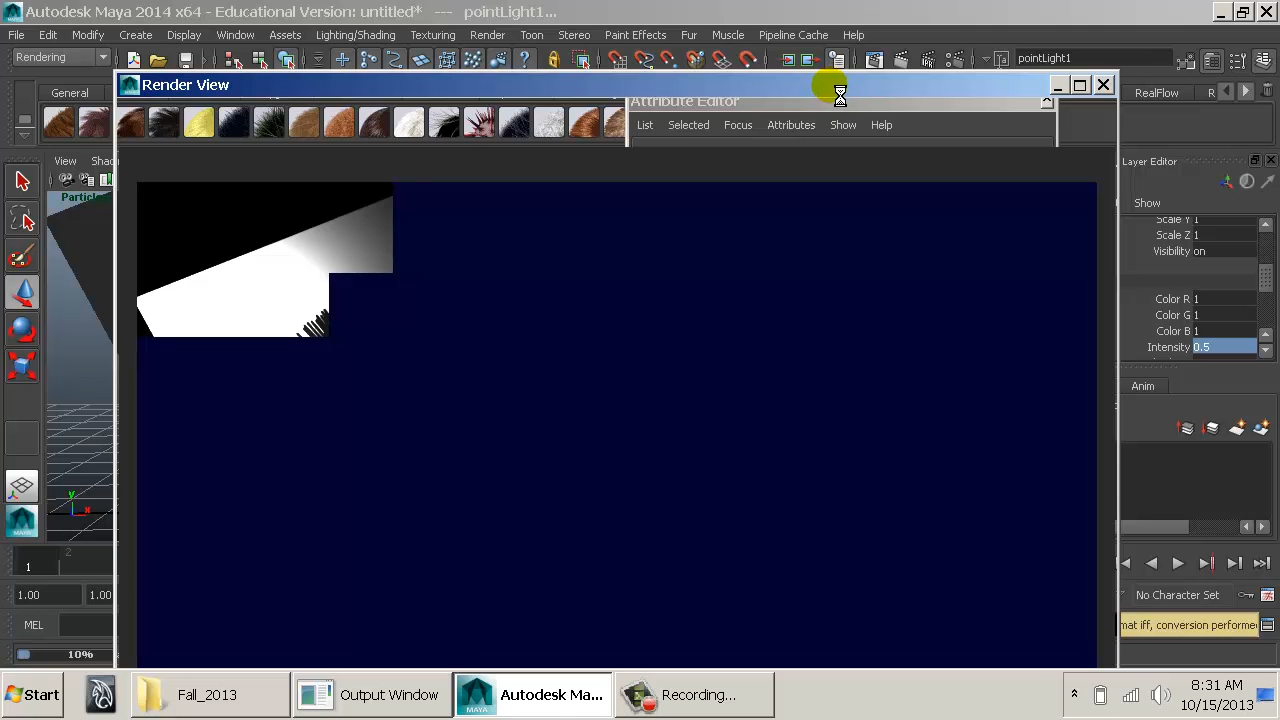 Autodesk Maya 2014 x64 - Educational Version: untitled* --- pointLight1...
File Edit Modify Create Display Window Assets Lighting/Shading Texturing Render Toon Stereo Paint Effects Fur Muscle Pipeline Cache Help
Rendering
pointLight1
Render View
General
Attribute Editor
RealFlow R
List Selected Focus Attributes Show Help
View Sha
Layer Editor
Particle
Show
Scale Y 1
Scale Z 1
Visibility on
Color R 1
Color G 1
Color B 1
Intensity 0.5
Anim
y
x
2
1
1.00 1.00
No Character Set
MEL
mat iff, conversion performe
10%
Start
Fall_2013
Output Window
Autodesk Ma...
Recording...
8:31 AM
10/15/2013
MAYA